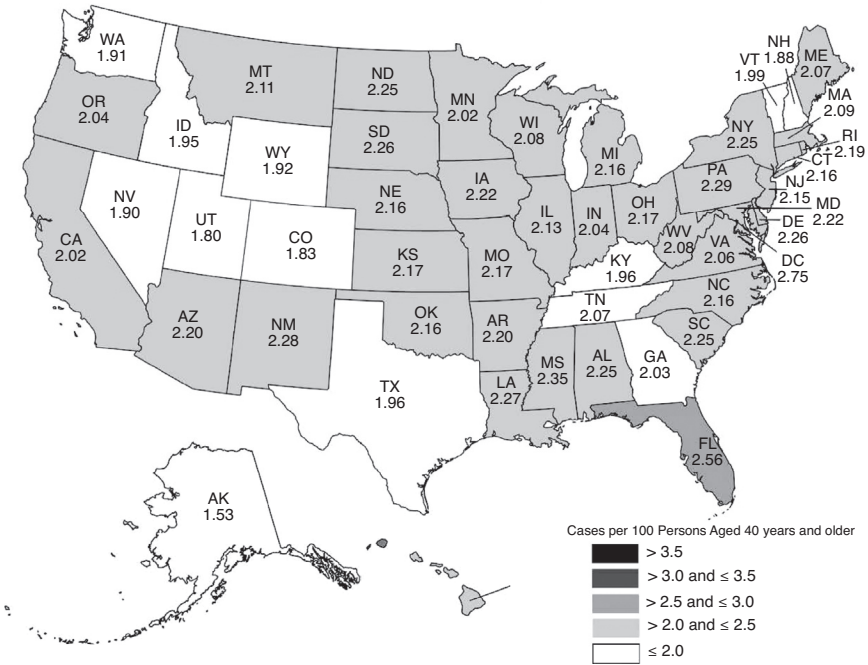 WA
1.91
OR
2.04
CA
2.02
NV
1.90
ID
1.95
MT
2.11
WY
1.92
UT
1.80
CO
1.83
AZ
2.20
NM
2.28
ND
2.25
SD
2.26
NE
2.16
KS
2.17
OK
2.16
TX
1.96
MN
2.02
IA
2.22
MO
2.17
AR
2.20
LA
2.27
WI
2.08
IL
2.13
MI
2.16
IN
2.04
OH
2.17
KY
1.96
TN
2.07
MS
2.35
AL
2.25
GA
2.03
FL
2.56
SC
2.25
NC
2.16
VA
2.06
WV
2.08
PA
2.29
NY
2.25
VT
1.99
NH
1.88
ME
2.07
MA
2.09
RI
2.19
CT
2.16
NJ
2.15
MD
2.22
DE
2.26
DC
2.75
AK
1.53
Cases per 100 Persons Aged 40 years and older
> 3.5
> 3.0 and ≤ 3.5
> 2.5 and ≤ 3.0
> 2.0 and ≤ 2.5
≤ 2.0